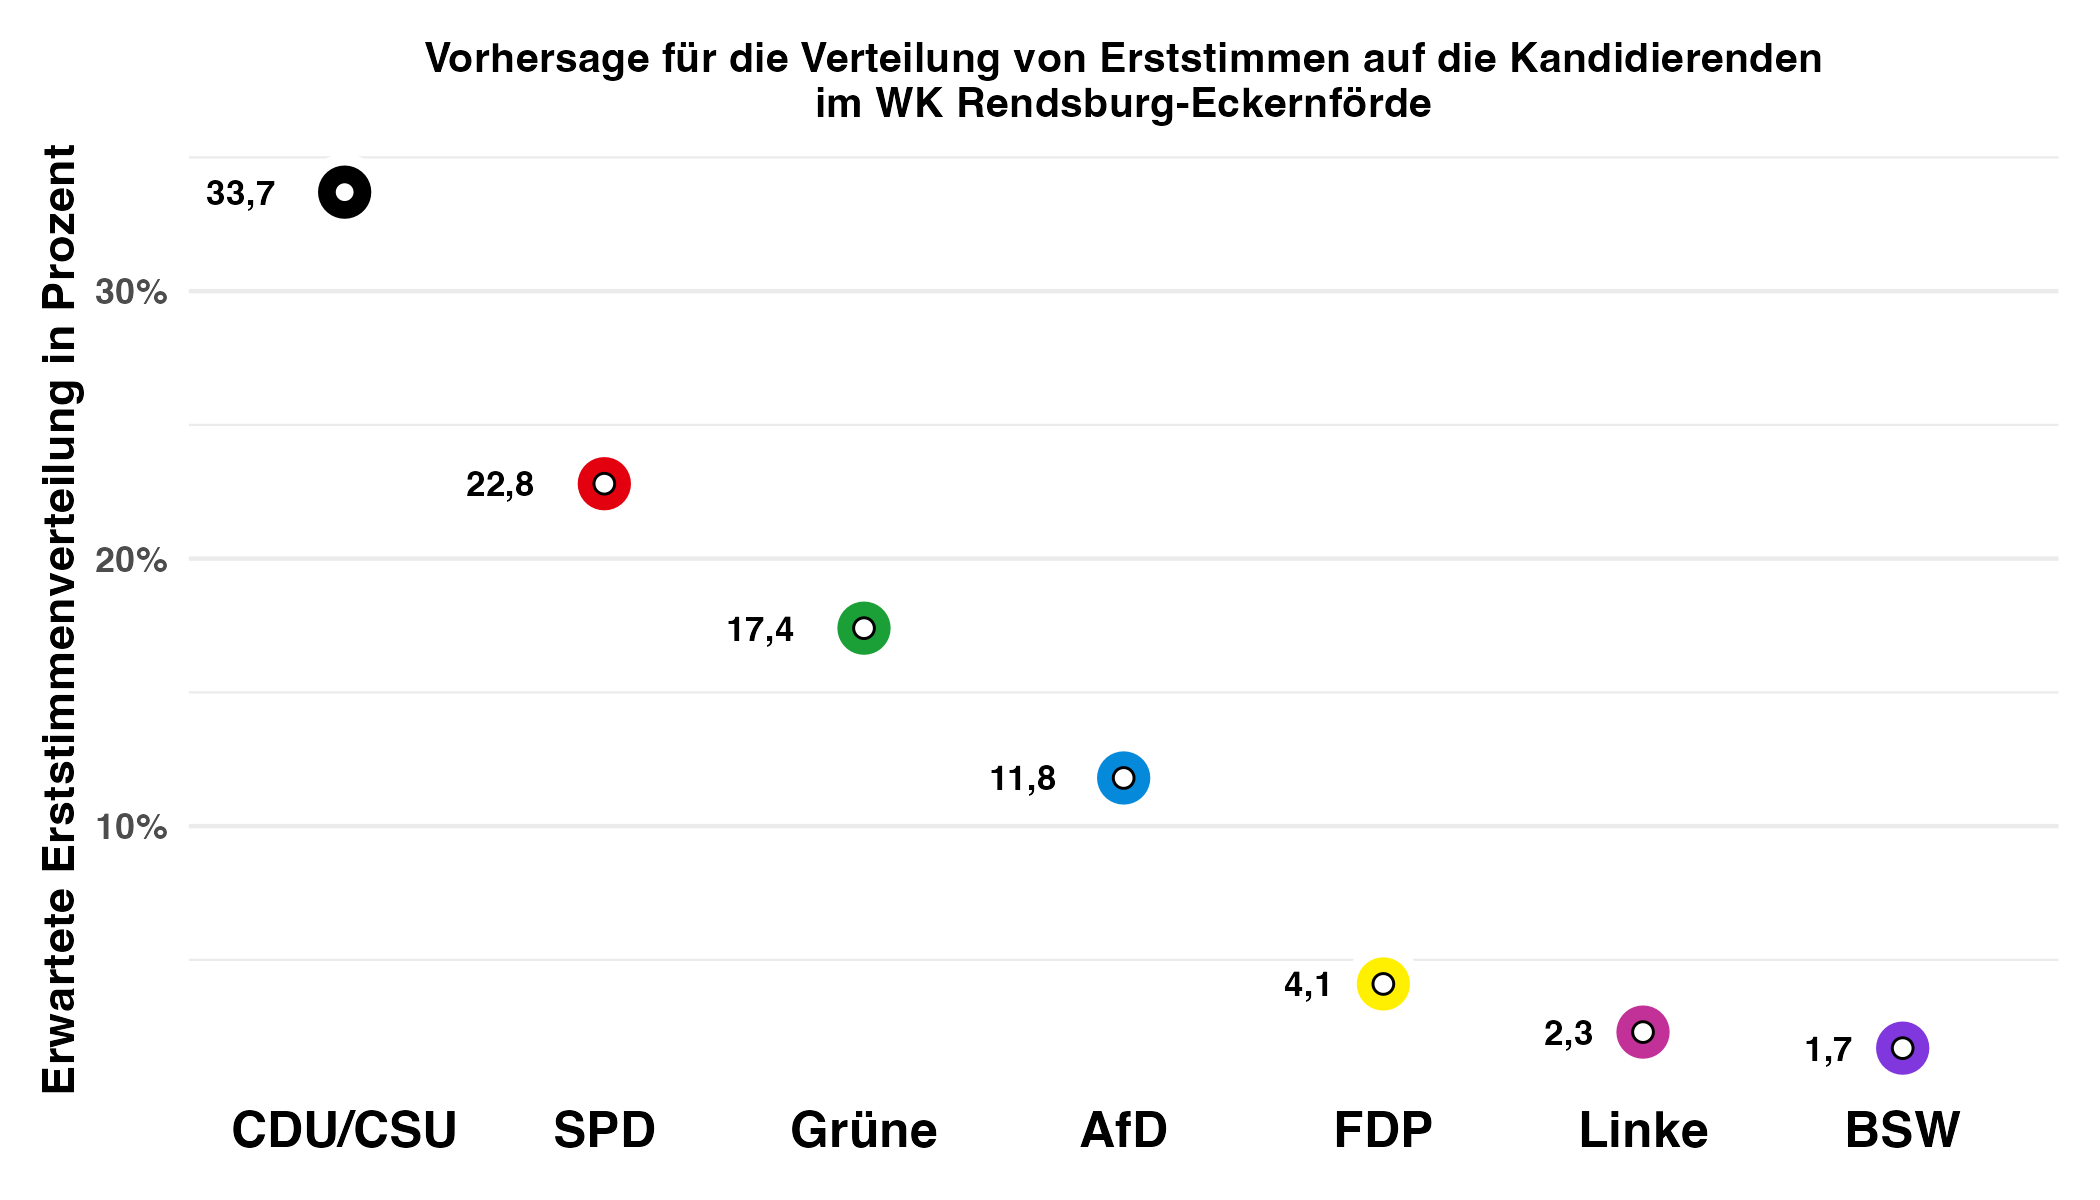 Vorhersage für die Verteilung von Erststimmen auf die Kandidierenden
im WK Rendsburg-Eckernförde
Erwartete Erststimmenverteilung in Prozent
30%
20%
10%
33,7
22,8
17,4
11,8
4,1
2,3
1,7
CDU/CSU
SPD
Grüne
AfD
FDP
Linke
BSW